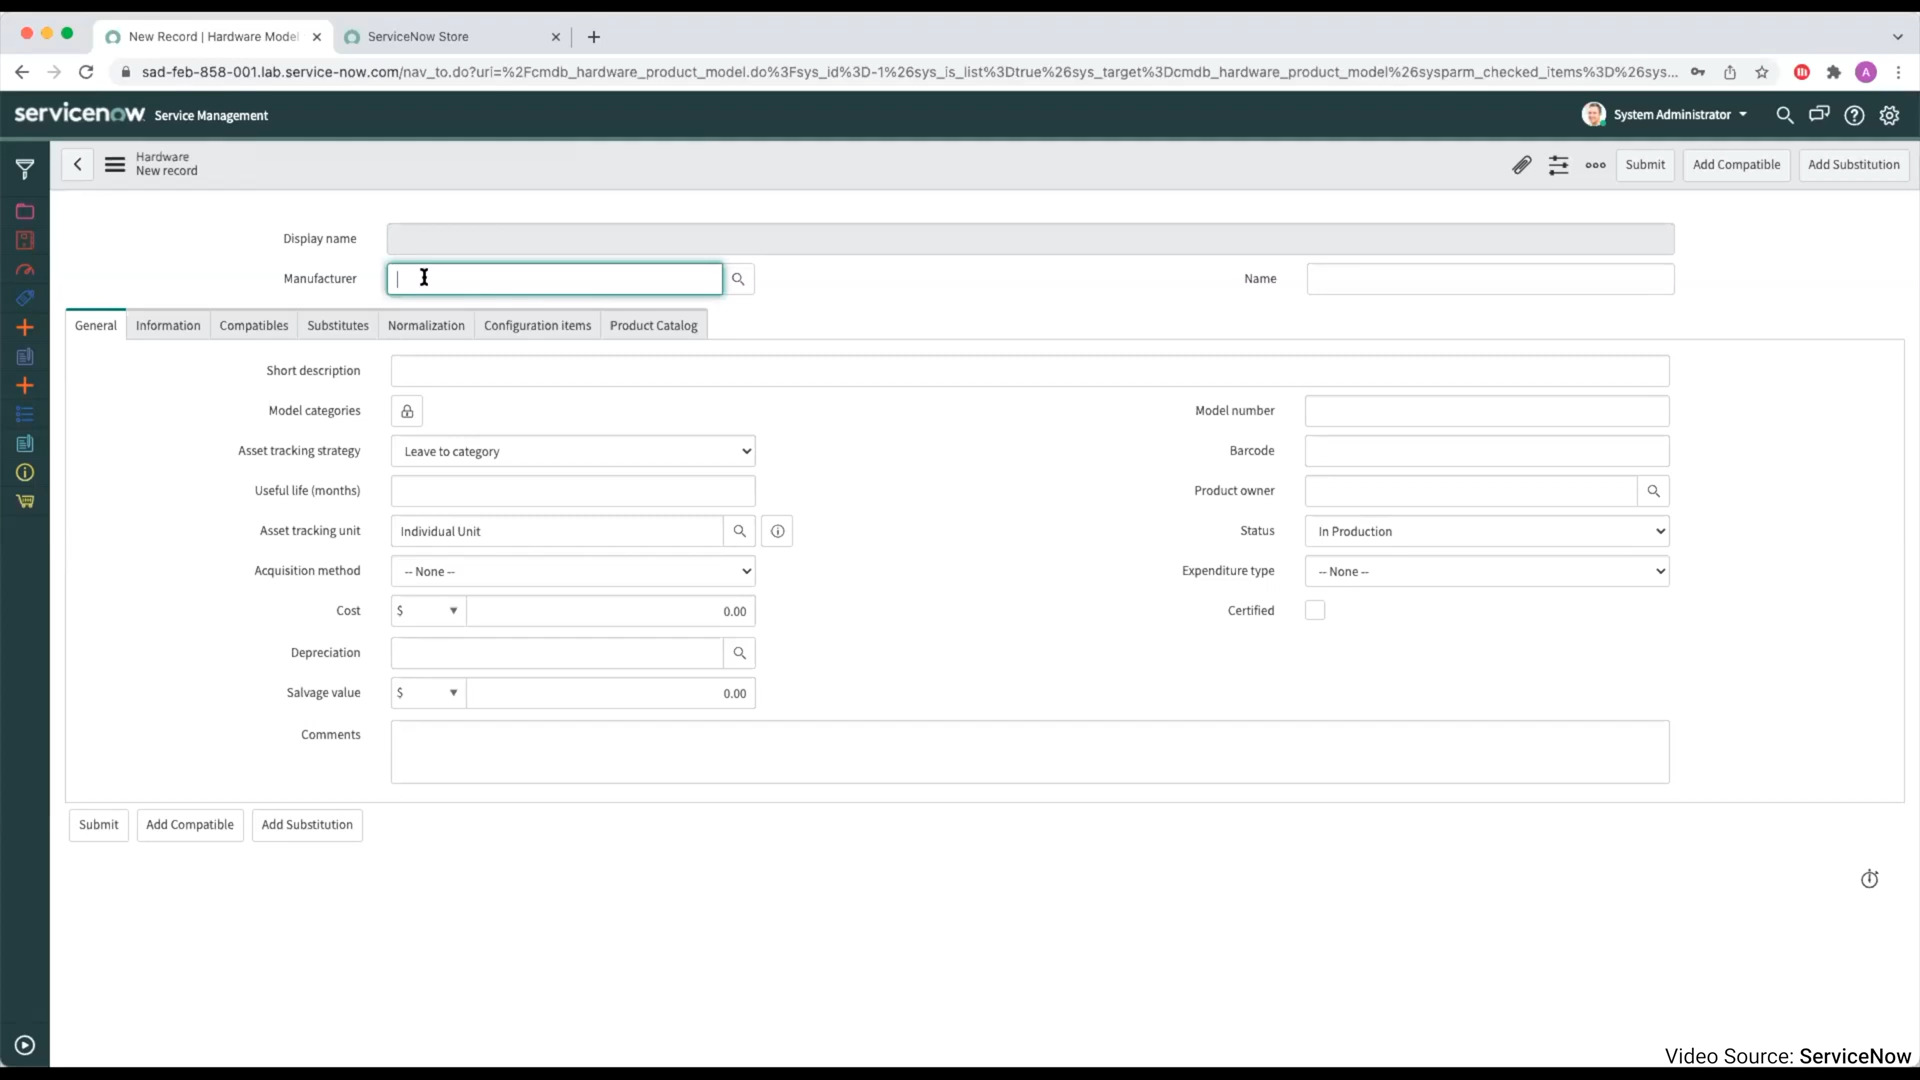 New Record | Hardware Model
ServiceNow Store
sad-feb-858-001.lab.service-now.com/nav_to.do?uri=%2Fcmdb_hardware_product_model.do%3Fsys_id%3D-1%26sys_is_list%3Dtrue%26sys_target%3Dcmdb_hardware_product_model%26sysparm_checked_items%3D%26sys...
A
servicenow Service Management
System Administrator
Hardware
New record
Submit
Add Compatible
Add Substitution
Display name
Manufacturer
Name
General
Information
Compatibles
Substitutes
Normalization
Configuration items
Product Catalog
Short description
Model categories
Model number
Asset tracking strategy
Leave to category
Barcode
Useful life (months)
Product owner
Asset tracking unit
Individual Unit
Status
In Production
Acquisition method
-- None --
Expenditure type
-- None --
Cost
$
0.00
Certified
Depreciation
Salvage value
$
0.00
Comments
Submit
Add Compatible
Add Substitution
Video Source: ServiceNow